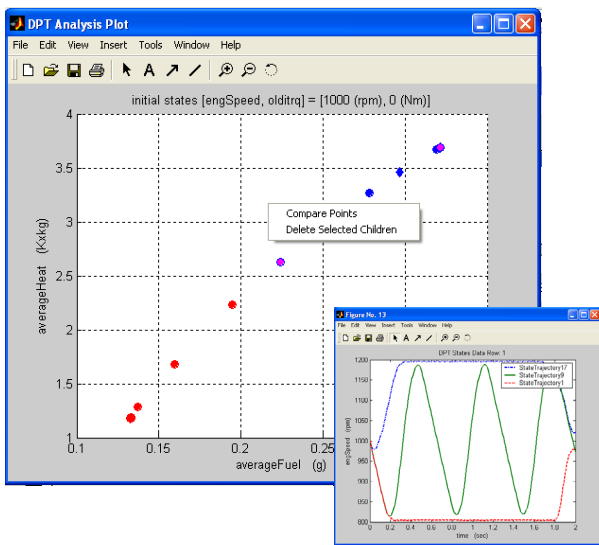 DPT Analysis Plot
File Edit View Insert Tools Window Help
A
initial states [engSpeed, olditrq] = [1000 (rpm), 0 (Nm)]
4
3.5
3
2.5
2
1.5
1
averageHeat (Kxkg)
Compare Points
Delete Selected Children
0.1
0.15
0.2
0.25
averageFuel (g)
Figure No. 13
File Edit View Insert Tools Window Help
A
DPT States Data Row: 1
1200
1150
1100
1050
1000
950
900
850
800
engSpeed (rpm)
StateTrajectory17
StateTrajectory9
StateTrajectory1
0 0.2 0.4 0.6 0.8 1 1.2 1.4 1.6 1.8 2
time (sec)